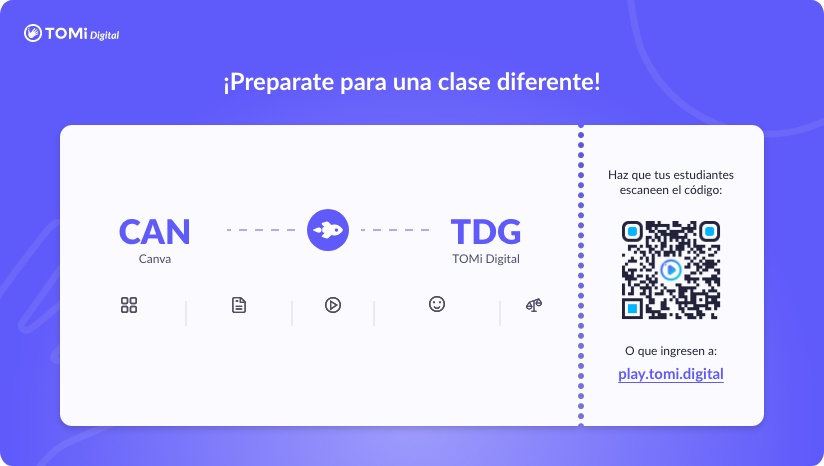 TOMi Digital
¡Preparate para una clase diferente!
CAN
Canva
TDG
TOMi Digital
Haz que tus estudiantes
escaneen el código:
O que ingresen a:
play.tomi.digital